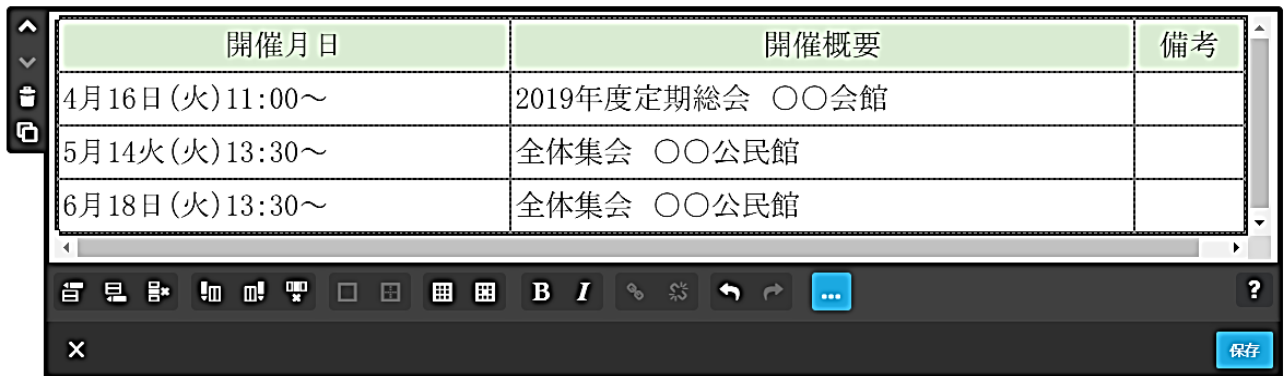 開催月日 開催概要 備考
4月16日(火)11:00～ 2019年度定期総会　○○会館
5月14火(火)13:30～ 全体集会　○○公民館
6月18日(火)13:30～ 全体集会　○○公民館
B I ... ?
保存